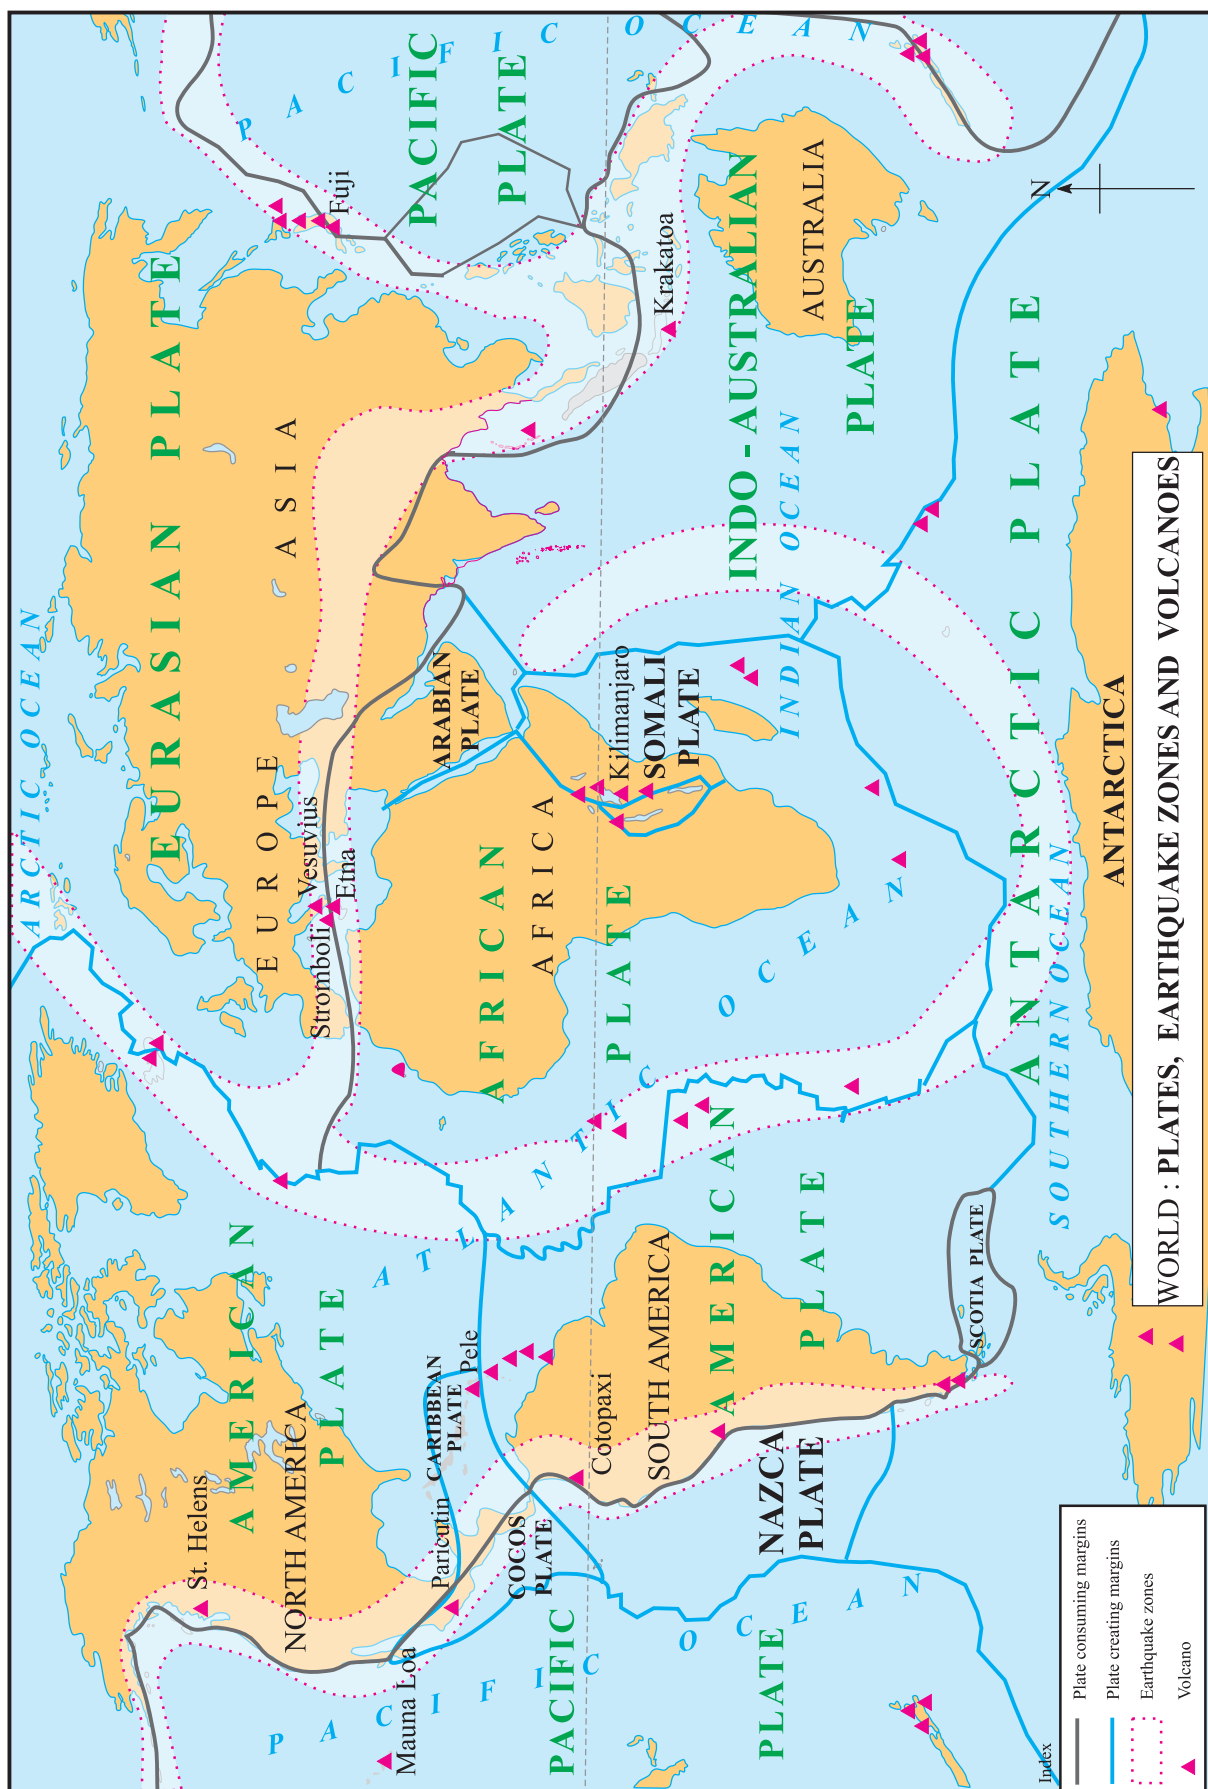 WORLD : PLATES, EARTHQUAKE ZONES AND VOLCANOES
ARCTIC OCEAN
EURASIAN PLATE
EUROPE
ASIA
AMERICAN
PLATE
NORTH AMERICA
St. Helens
Vesuvius
Stromboli
Etna
Fuji
PACIFIC OCEAN
PACIFIC
PLATE
ATLANTIC OCEAN
AFRICAN
PLATE
AFRICA
ARABIAN
PLATE
Kilimanjaro
SOMALI
PLATE
Krakatoa
INDO - AUSTRALIAN
PLATE
INDIAN OCEAN
INDIAN
AUSTRALIA
Mauna Loa
Paricutin
CARIBBEAN
PLATE
Pele
COCOS
PLATE
Cotopaxi
SOUTH AMERICA
AMERICAN
PLATE
PACIFIC
PLATE
PACIFIC OCEAN
NAZCA
PLATE
SCOTIA PLATE
ANTARCTIC PLATE
SOUTHERN OCEAN
ANTARCTICA
N
Index
Plate consuming margins
Plate creating margins
Earthquake zones
Volcano